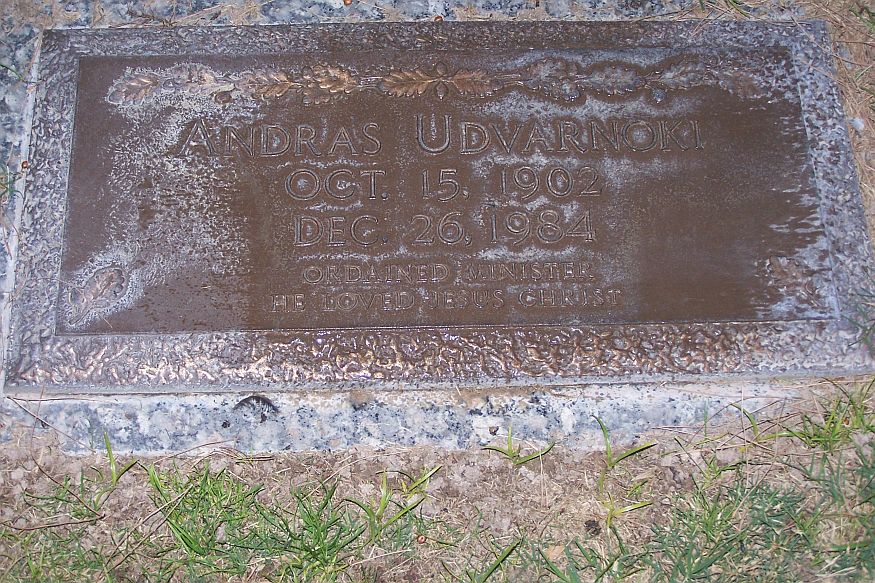 ANDRAS UDVARNOKI
OCT. 15, 1902
DEC. 26, 1984
ORDAINED MINISTER
HE LOVED JESUS CHRIST